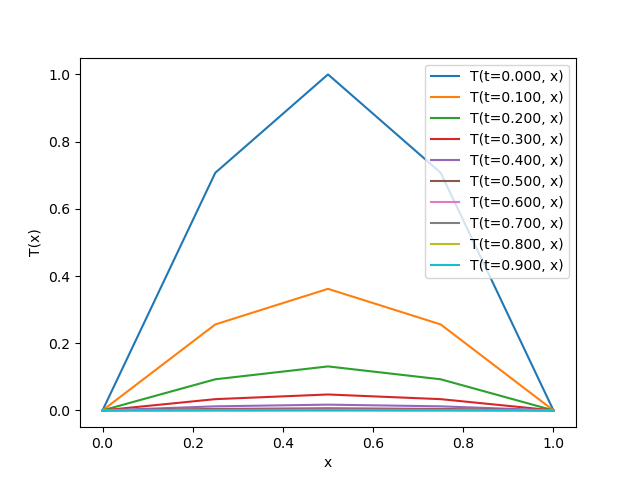 1.0
0.8
0.6
0.4
0.2
0.0
T(x)
0.0 0.2 0.4 0.6 0.8 1.0
x
T(t=0.000, x)
T(t=0.100, x)
T(t=0.200, x)
T(t=0.300, x)
T(t=0.400, x)
T(t=0.500, x)
T(t=0.600, x)
T(t=0.700, x)
T(t=0.800, x)
T(t=0.900, x)